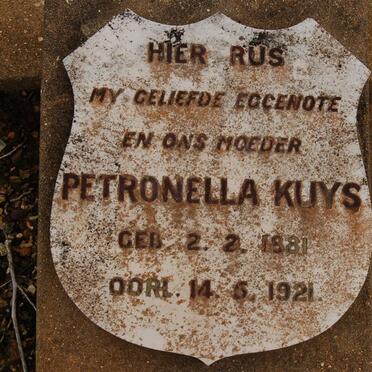 HIER RUS
MY GELIEFDE EGGENOTE
EN ONS MOEDER
PETRONELLA KUYS
GEB. 2. 2. 1881
OORL. 14. 6. 1921